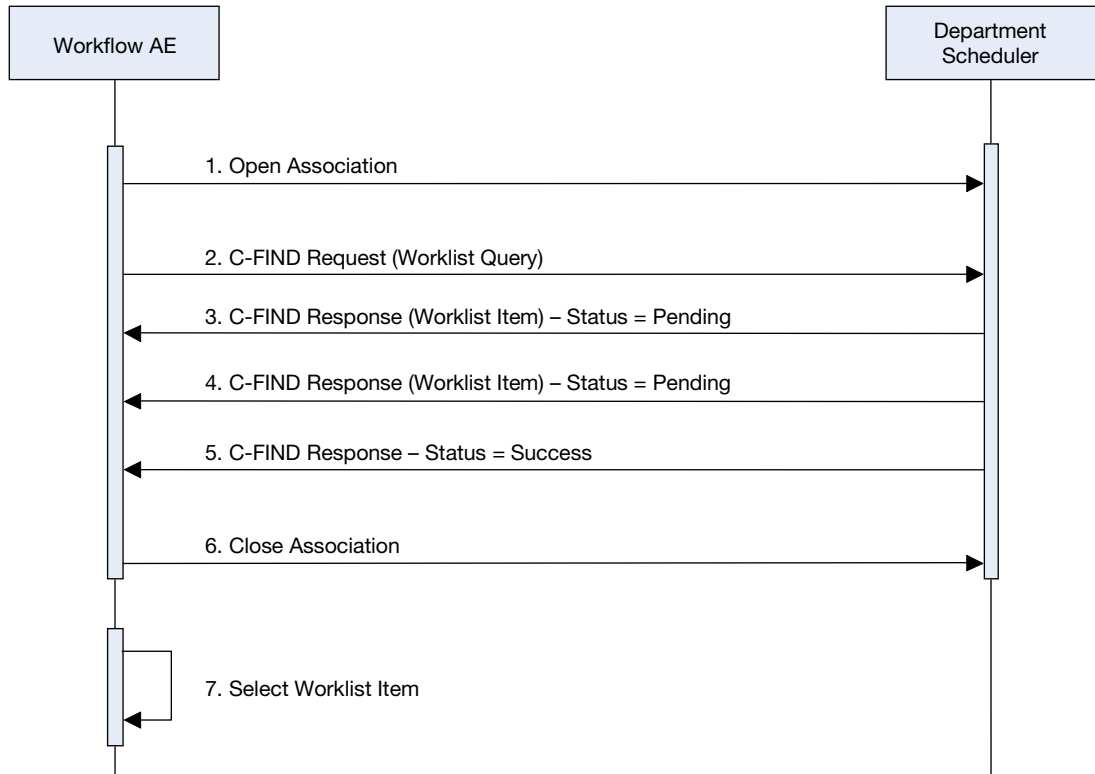 Workflow AE
Department
Scheduler
1. Open Association
2. C-FIND Request (Worklist Query)
3. C-FIND Response (Worklist Item) – Status = Pending
4. C-FIND Response (Worklist Item) – Status = Pending
5. C-FIND Response – Status = Success
6. Close Association
7. Select Worklist Item